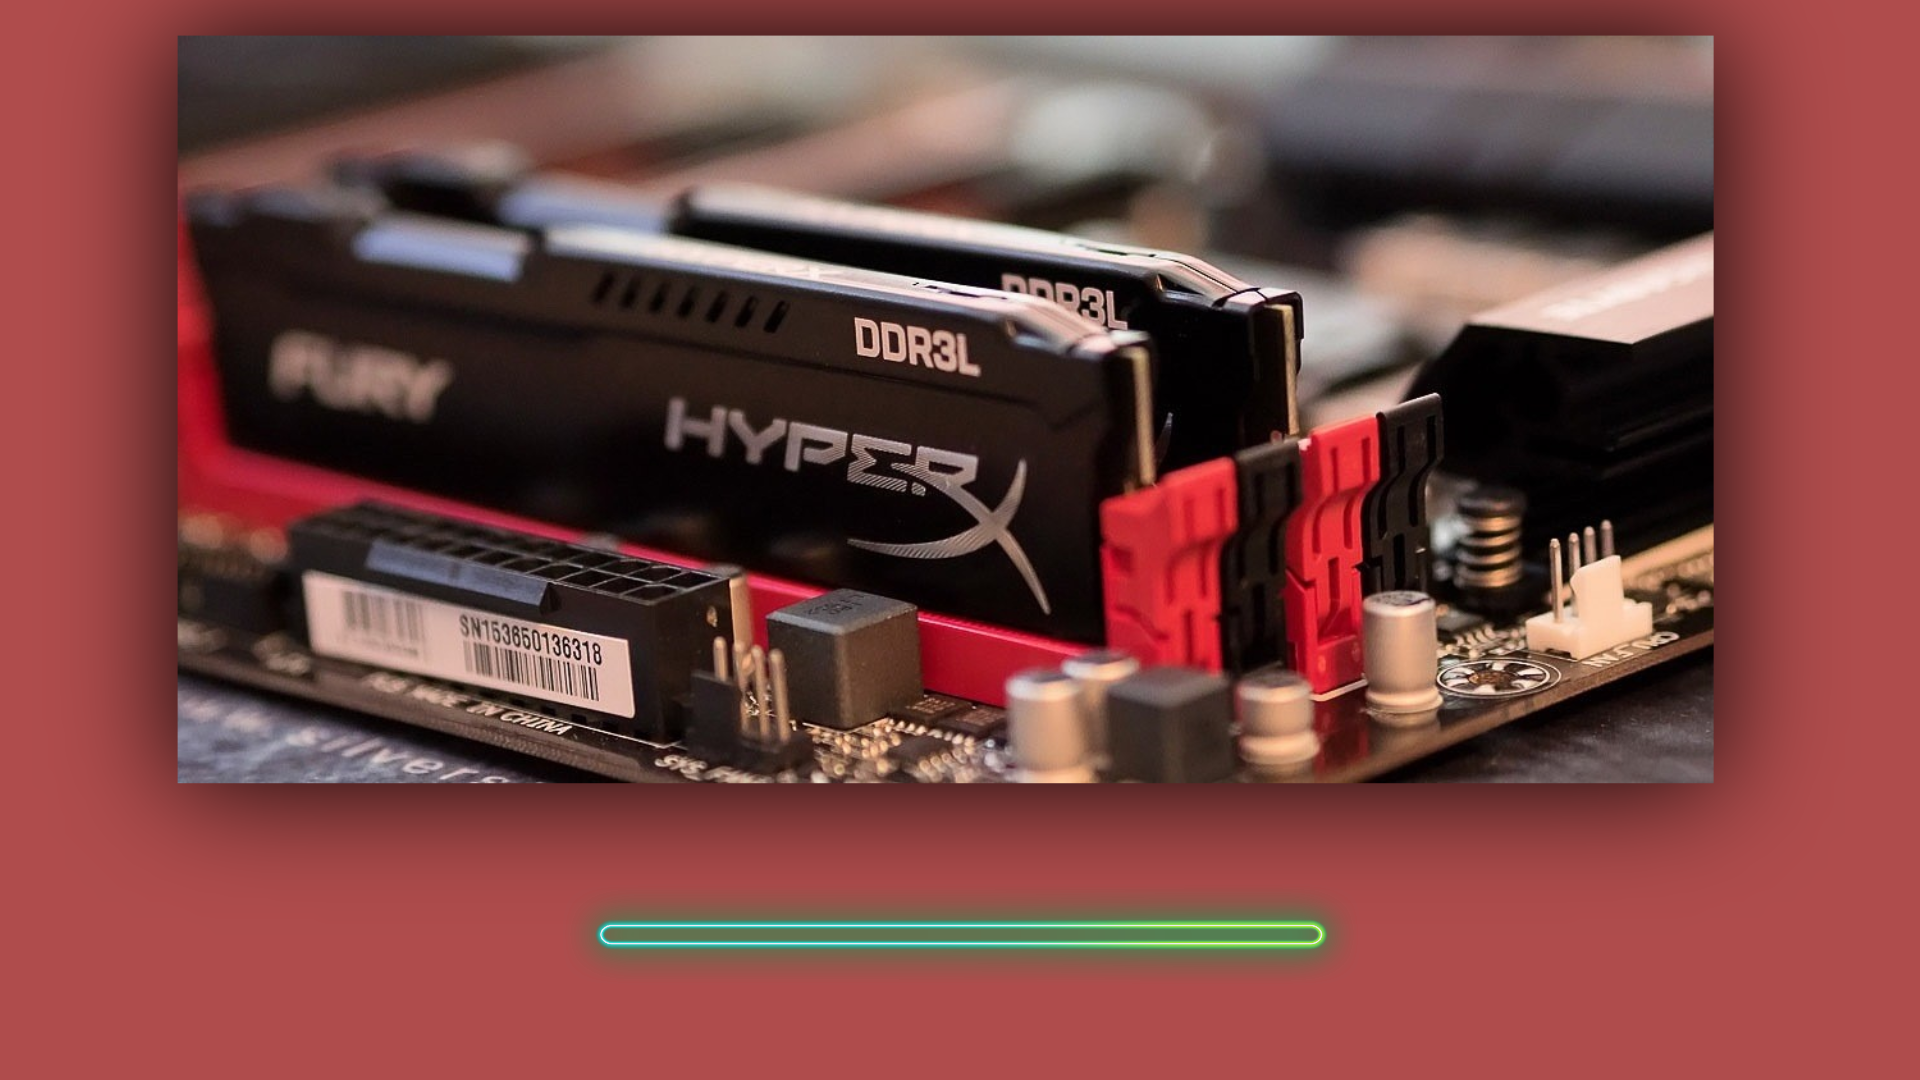 DDR3L
DDR3L
FURY
HYPERX
SN153650136318
MADE IN CHINA